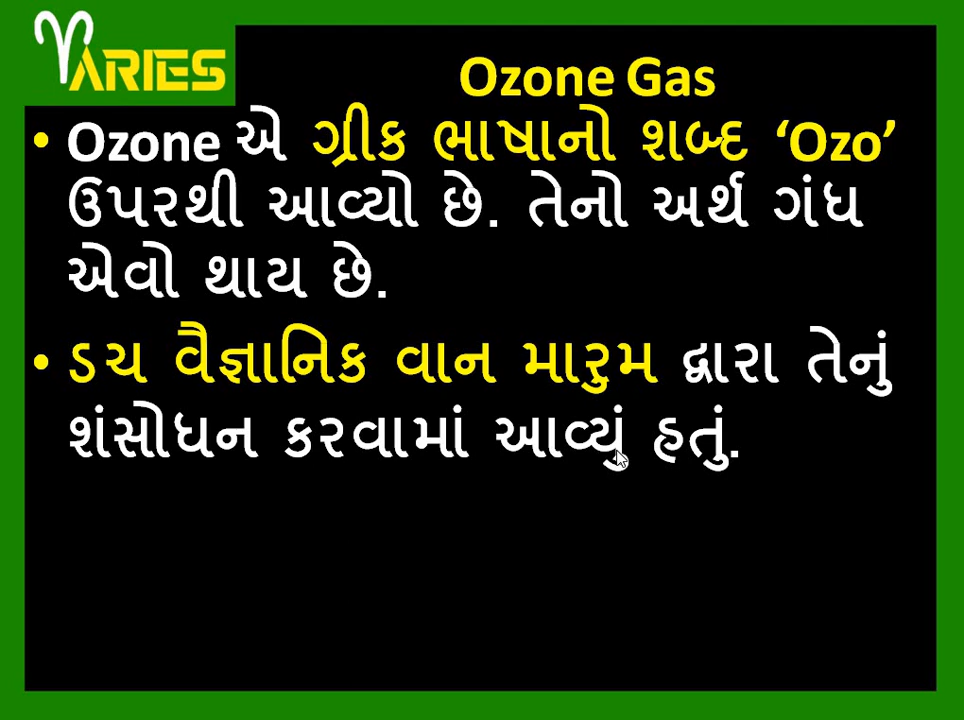 ARIES
Ozone Gas
• Ozone એ ગ્રીક ભાષાનો શબ્દ ‘Ozo’
ઉપરથી આવ્યો છે. તેનો અર્થ ગંધ
એવો થાય છે.
• ડચ વૈજ્ઞાનિક વાન મારુમ દ્વારા તેનું
શંસોધન કરવામાં આવ્યું હતું.